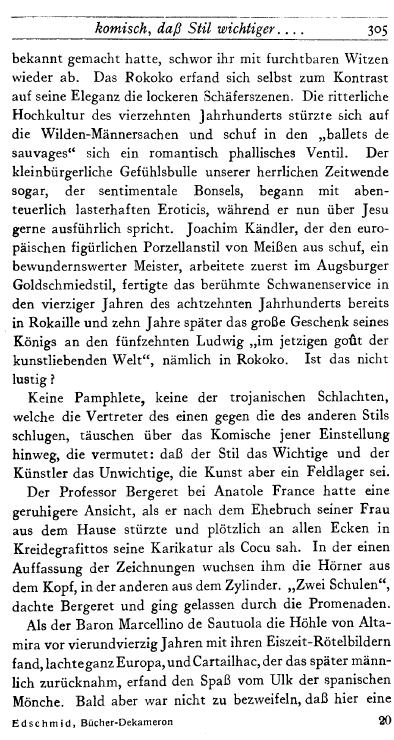 komisch, daß Stil wichtiger.... 305
bekannt gemacht hatte, schwor ihr mit furchtbaren Witzen
wieder ab. Das Rokoko erfand sich selbst zum Kontrast
auf seine Eleganz die lockeren Schäferszenen. Die ritterliche
Hochkultur des vierzehnten Jahrhunderts stürzte sich auf
die Wilden-Männersachen und schuf in den „ballets de
sauvages“ sich ein romantisch phallisches Ventil. Der
kleinbürgerliche Gefühlsbulle unserer herrlichen Zeitwende
sogar, der sentimentale Bonsels, begann mit aben-
teuerlich lasterhaften Eroticis, während er nun über Jesu
gerne ausführlich spricht. Joachim Kändler, der den euro-
päischen figürlichen Porzellanstil von Meißen aus schuf, ein
bewundernswerter Meister, arbeitete zuerst im Augsburger
Goldschmiedstil, fertigte das berühmte Schwanenservice in
den vierziger Jahren des achtzehnten Jahrhunderts bereits
in Rokaille und zehn Jahre später das große Geschenk seines
Königs an den fünfzehnten Ludwig „im jetzigen goût der
kunstliebenden Welt“, nämlich in Rokoko. Ist das nicht
lustig?
Keine Pamphlete, keine der trojanischen Schlachten,
welche die Vertreter des einen gegen die des anderen Stils
schlugen, täuschen über das Komische jener Einstellung
hinweg, die vermutet: daß der Stil das Wichtige und der
Künstler das Unwichtige, die Kunst aber ein Feldlager sei.
Der Professor Bergeret bei Anatole France hatte eine
geruhigere Ansicht, als er nach dem Ehebruch seiner Frau
aus dem Hause stürzte und plötzlich an allen Ecken in
Kreidegrafittos seine Karikatur als Cocu sah. In der einen
Auffassung der Zeichnungen wuchsen ihm die Hörner aus
dem Kopf, in der anderen aus dem Zylinder. „Zwei Schulen“,
dachte Bergeret und ging gelassen durch die Promenaden.
Als der Baron Marcellino de Sautuola die Höhle von Alta-
mira vor vierundvierzig Jahren mit ihren Eiszeit-Rötelbildern
fand, lachte ganz Europa, und Cartailhac, der das später männ-
lich zurücknahm, erfand den Spaß vom Ulk der spanischen
Mönche. Bald aber war nicht zu bezweifeln, daß hier eine
Edschmid, Bücher-Dekameron 20